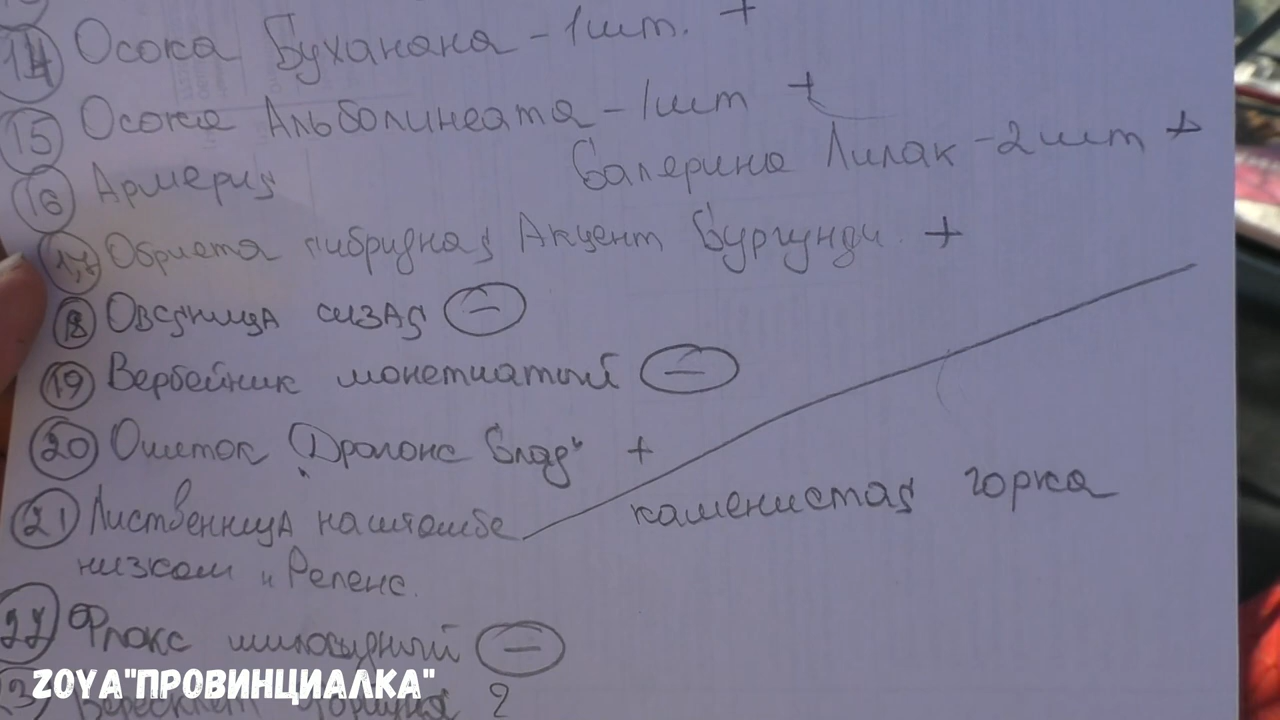 14 Осока Буханана - 1шт. +
15 Осока Альболинеата - 1шт +
16 Армерия Балерина Лилак - 2шт +
17 Обриета гибридная Акцент Бургунди +
18 Овсяница сизая -
19 Вербейник монетчатый -
20 Очиток "Драгонс Блад" +
21 Лиственница на штамбе
низком и Репенс.
каменистая горка
22 Флокс шиловидный -
ZOYA"ПРОВИНЦИАЛКА"